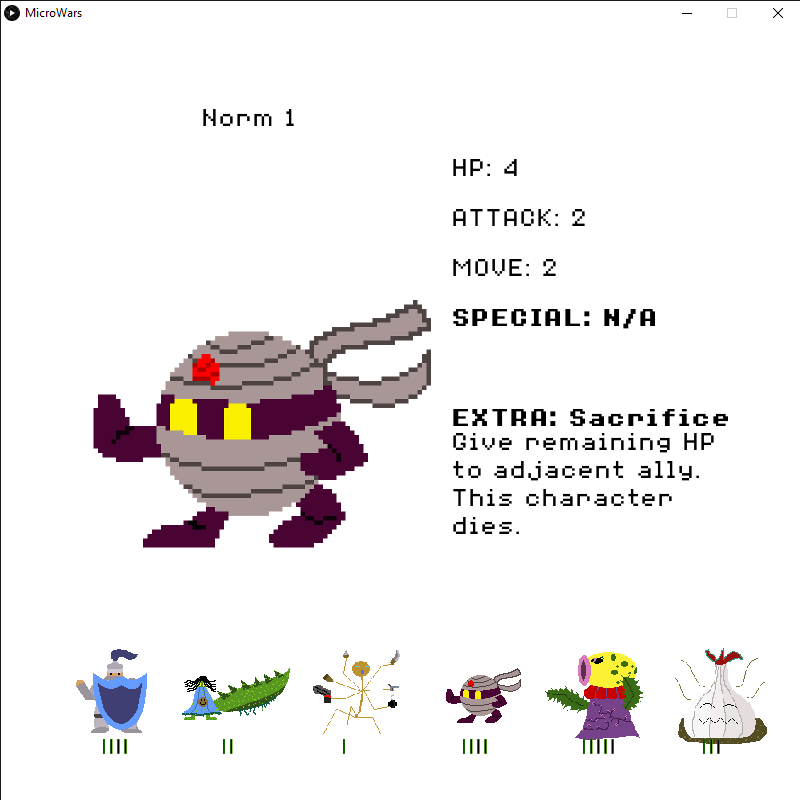 MicroWars
Norm 1
HP: 4
ATTACK: 2
MOVE: 2
SPECIAL: N/A
EXTRA: Sacrifice
Give remaining HP
to adjacent ally.
This character
dies.